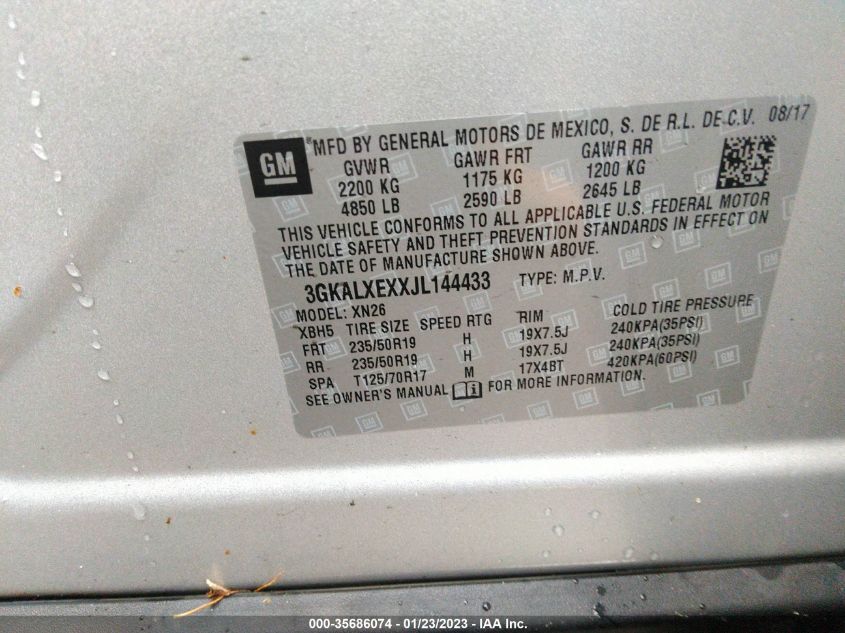 GM
*MFD BY GENERAL MOTORS DE MEXICO, S. DE R.L. DE C.V. 08/17
GVWR GAWR FRT GAWR RR
2200 KG 1175 KG 1200 KG
4850 LB 2590 LB 2645 LB
THIS VEHICLE CONFORMS TO ALL APPLICABLE U.S. FEDERAL MOTOR
VEHICLE SAFETY AND THEFT PREVENTION STANDARDS IN EFFECT ON
THE DATE OF MANUFACTURE SHOWN ABOVE.
3GKALXEXXJL144433 TYPE: M.P.V.
MODEL: XN26
XBH5 TIRE SIZE SPEED RTG RIM COLD TIRE PRESSURE
FRT 235/50R19 H 19X7.5J 240KPA(35PSI)
RR 235/50R19 H 19X7.5J 240KPA(35PSI)
SPA T125/70R17 M 17X4BT 420KPA(60PSI)
SEE OWNER'S MANUAL FOR MORE INFORMATION.
000-35686074 - 01/23/2023 - IAA Inc.